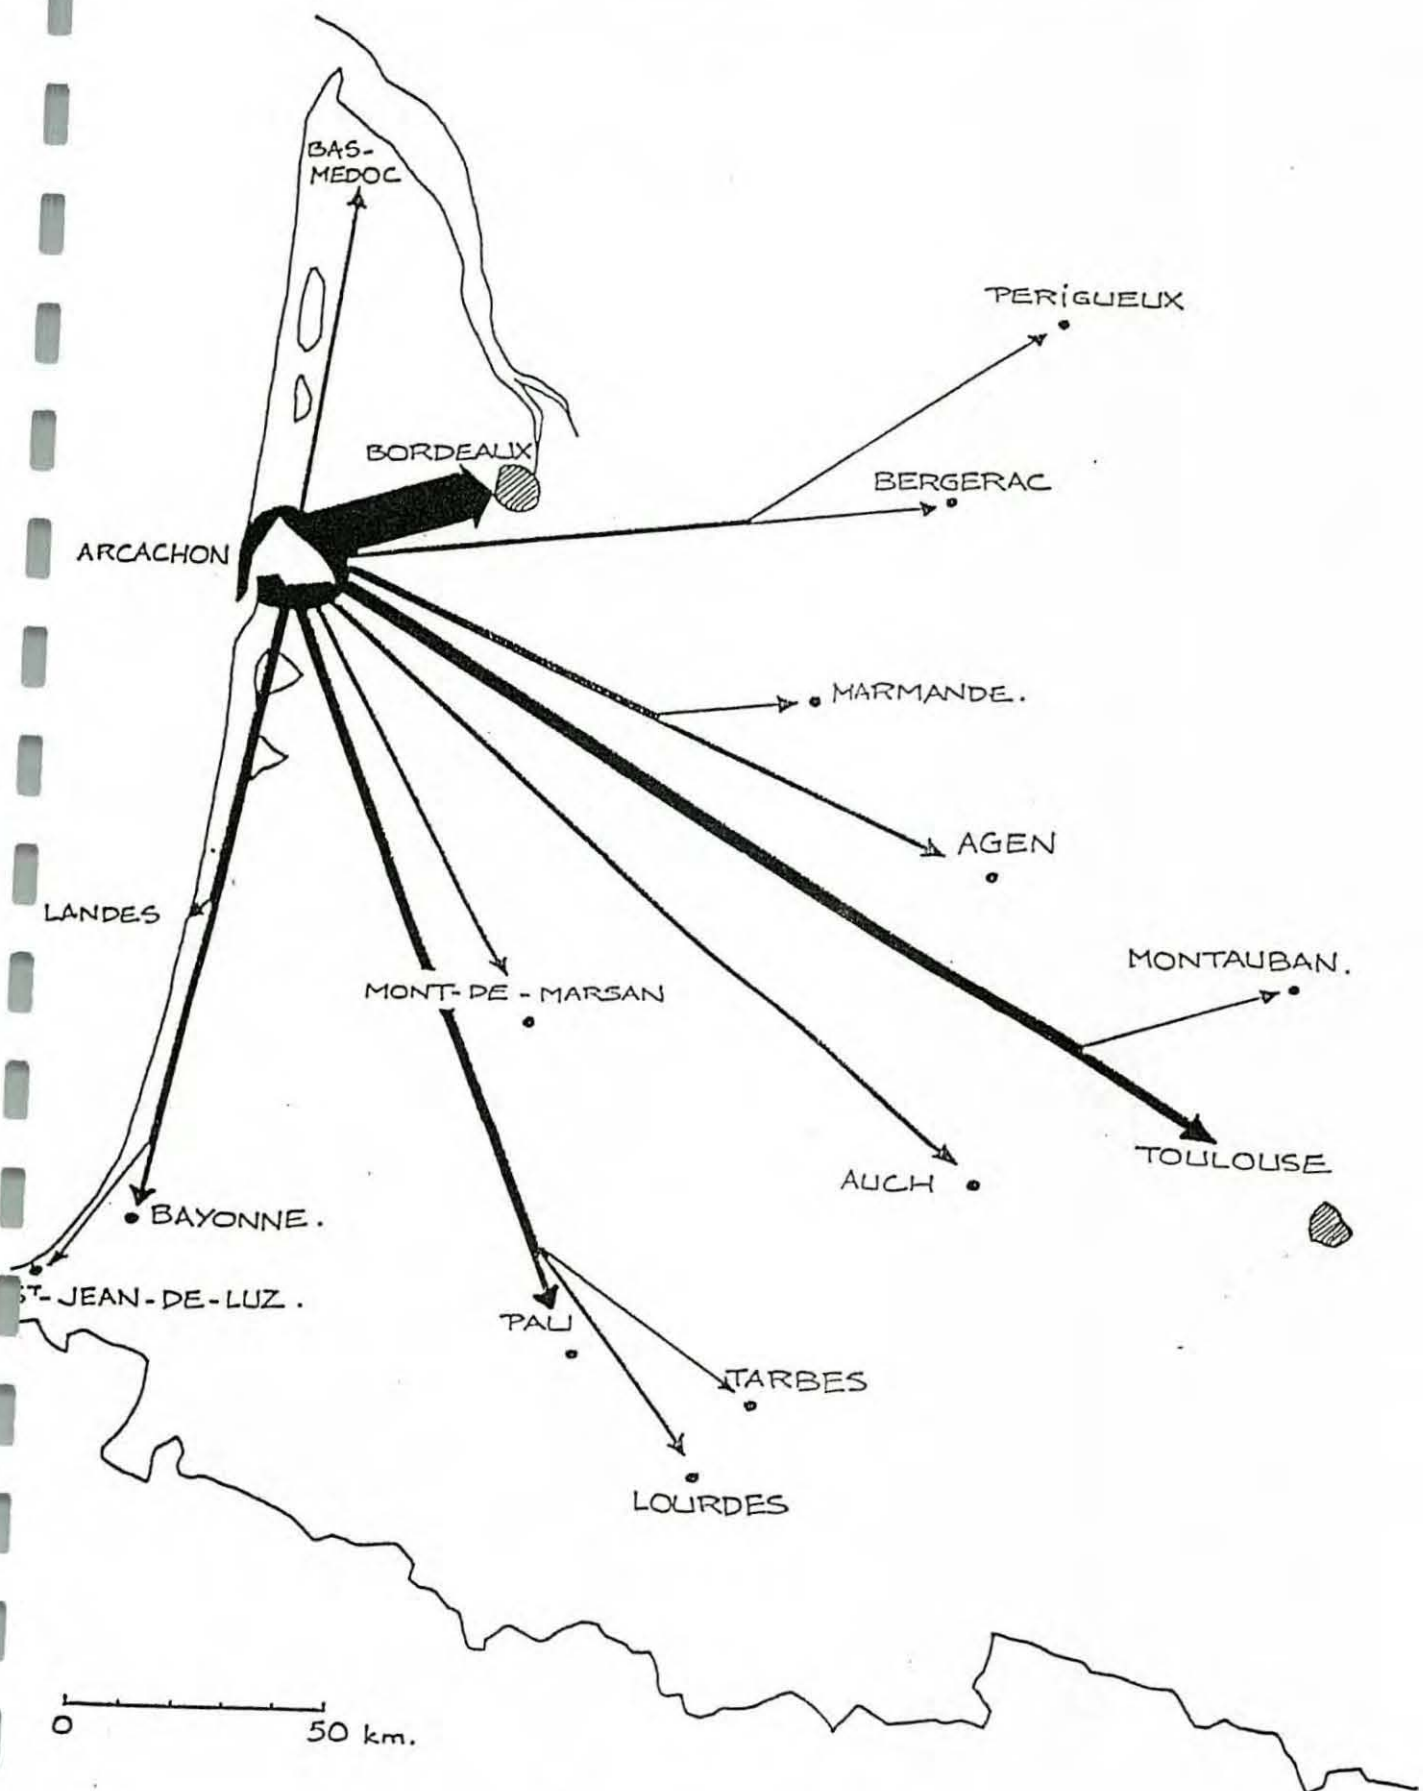 BAS-
MEDOC
PERiGUEUX
BORDEAUX
BERGERAC
ARCACHON
MARMANDE.
AGEN
LANDES
MONTAUBAN.
MONT-DE-MARSAN
TOULOUSE
AUCH
BAYONNE.
ST-JEAN-DE-LUZ.
PAU
TARBES
LOURDES
0 50 km.